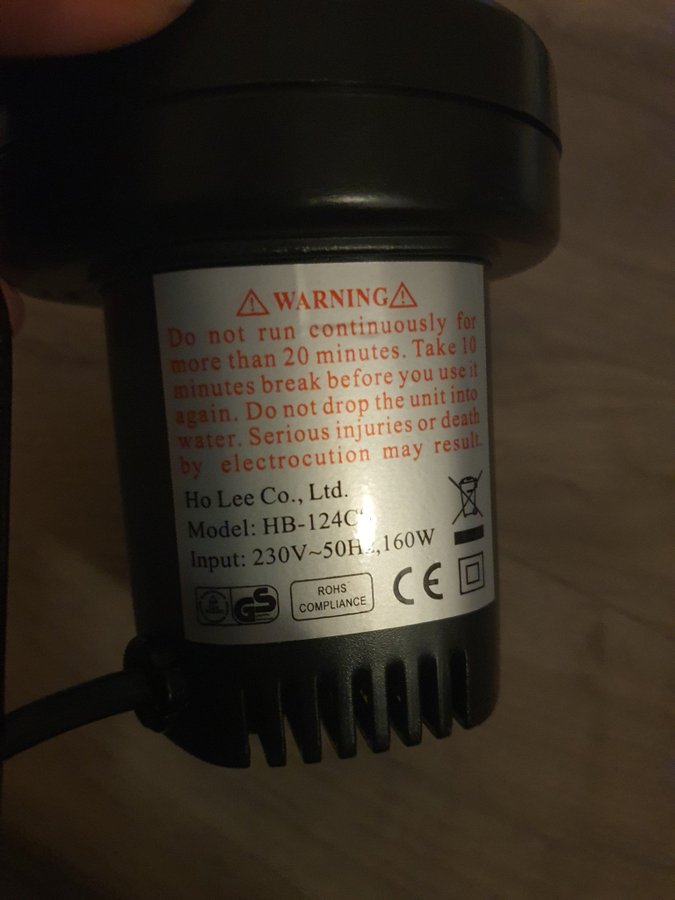 WARNING
Do not run continuously for
more than 20 minutes. Take 10
minutes break before you use it
again. Do not drop the unit into
water. Serious injuries or death
by electrocution may result.
Ho Lee Co., Ltd.
Model:
Input: 230V~50Hz,160W
GS
ROHS
COMPLIANCE
CE